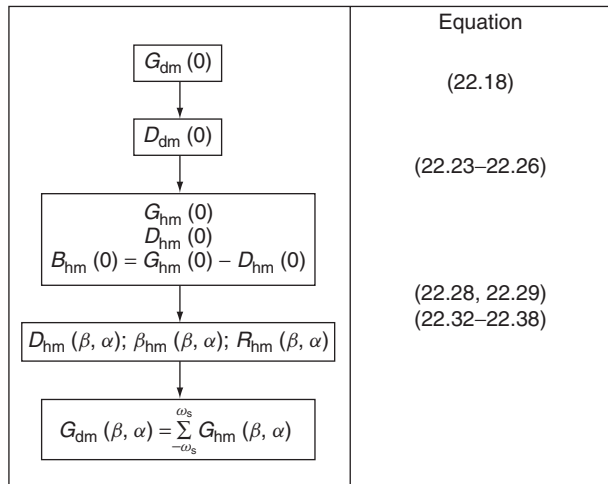 Equation
G_dm (0)
(22.18)
D_dm (0)
(22.23–22.26)
G_hm (0)
D_hm (0)
B_hm (0) = G_hm (0) – D_hm (0)
(22.28, 22.29)
(22.32–22.38)
D_hm (β, α); β_hm (β, α); R_hm (β, α)
G_dm (β, α) = ∑_{–ω_s}^{ω_s} G_hm (β, α)